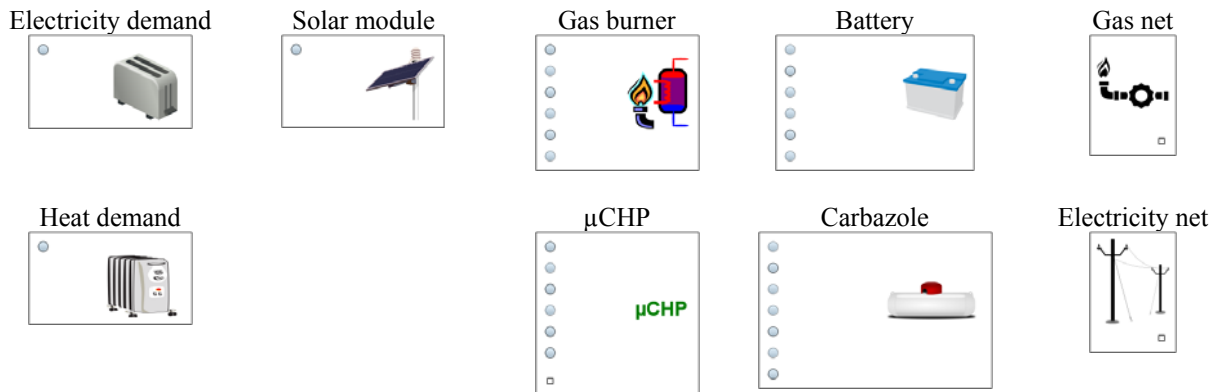 Electricity demand
Solar module
Gas burner
Battery
Gas net
Heat demand
µCHP
Carbazole
Electricity net
µCHP